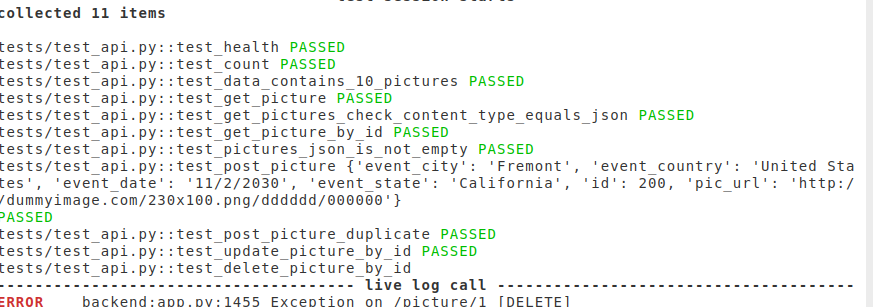 collected 11 items
tests/test_api.py::test_health PASSED
tests/test_api.py::test_count PASSED
tests/test_api.py::test_data_contains_10_pictures PASSED
tests/test_api.py::test_get_picture PASSED
tests/test_api.py::test_get_pictures_check_content_type_equals_json PASSED
tests/test_api.py::test_get_picture_by_id PASSED
tests/test_api.py::test_pictures_json_is_not_empty PASSED
tests/test_api.py::test_post_picture {'event_city': 'Fremont', 'event_country': 'United Sta
tes', 'event_date': '11/2/2030', 'event_state': 'California', 'id': 200, 'pic_url': 'http:/
/dummyimage.com/230x100.png/dddddd/000000'}
PASSED
tests/test_api.py::test_post_picture_duplicate PASSED
tests/test_api.py::test_update_picture_by_id PASSED
tests/test_api.py::test_delete_picture_by_id
------------------------------------ live log call ------------------------------------
ERROR    backend:app.py:1455 Exception on /picture/1 [DELETE]